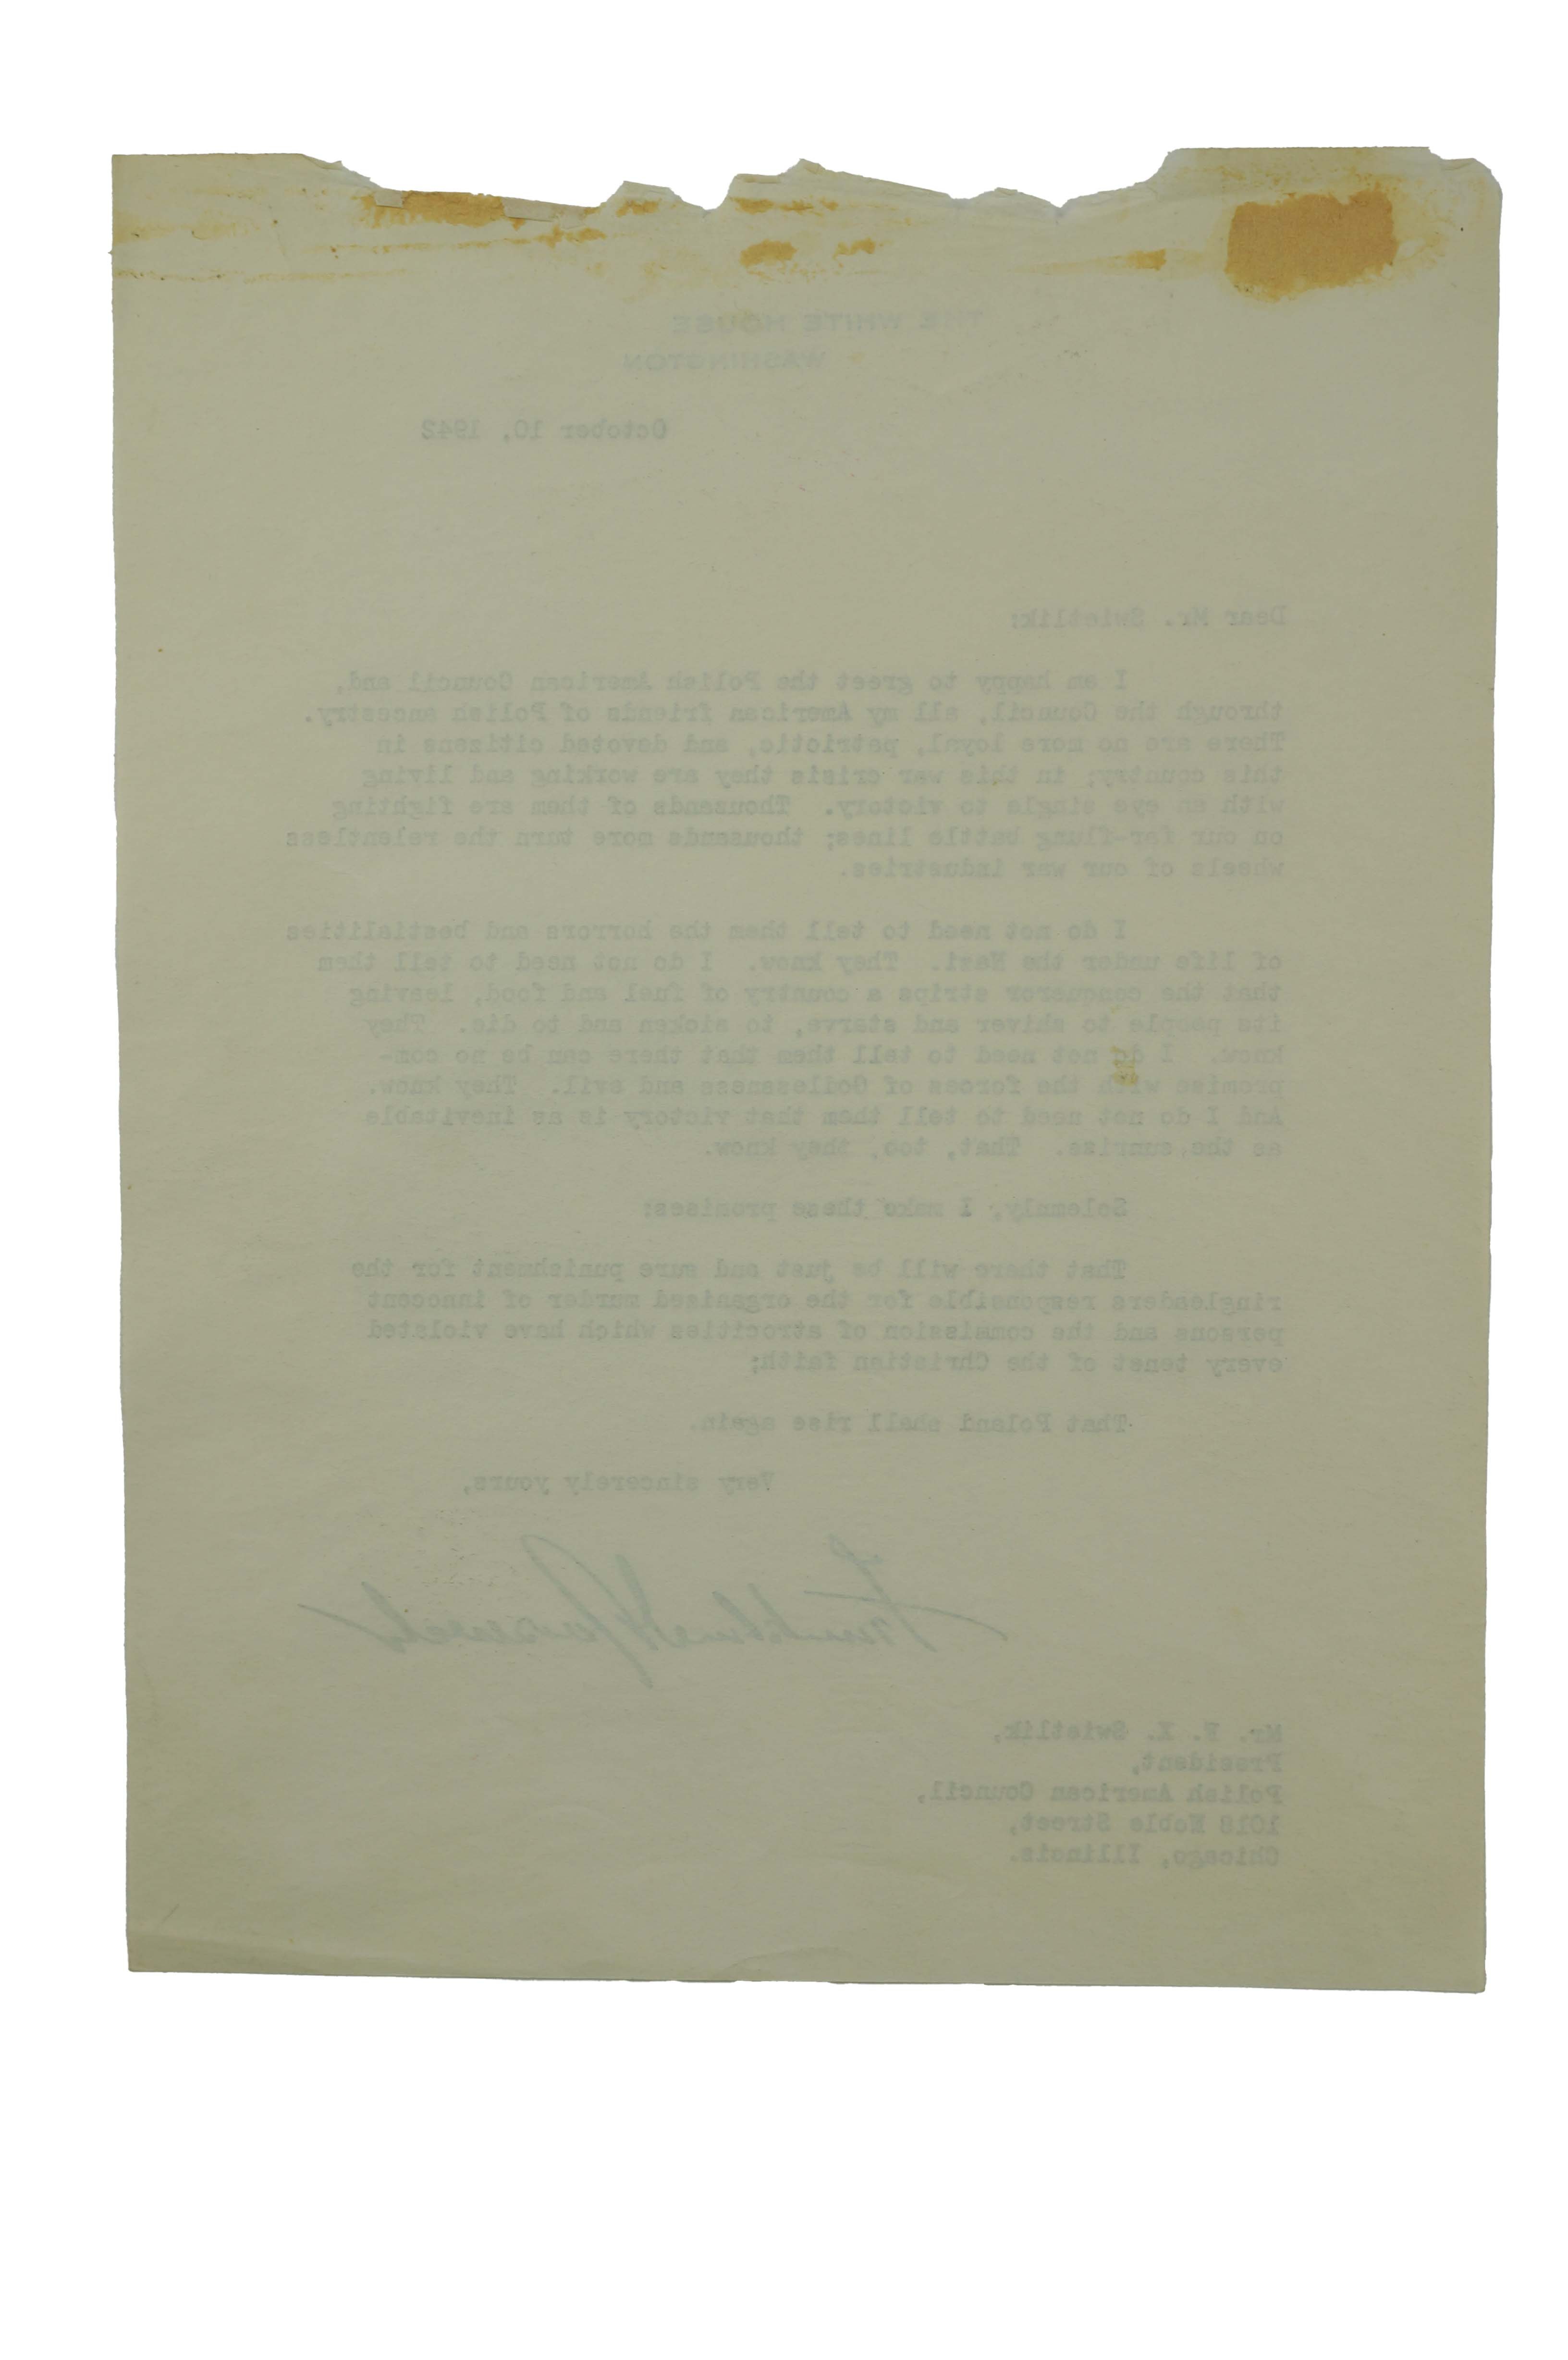 THE WHITE HOUSE
WASHINGTON
October 10, 1942
Dear Mr. Swietlik:
I am happy to greet the Polish American Council and,
through the Council, all my American friends of Polish ancestry.
There are no more loyal, patriotic, and devoted citizens in
this country; in this war crisis they are working and living
with an eye single to victory. Thousands of them are fighting
on our far-flung battle lines; thousands more turn the relentless
wheels of our war industries.
I do not need to tell them the horrors and bestialities
of life under the Nazi. They know. I do not need to tell them
that the conqueror strips a country of fuel and food, leaving
its people to shiver and starve, to sicken and to die. They
know. I do not need to tell them that there can be no com-
promise with the forces of Godlessness and evil. They know.
And I do not need to tell them that victory is as inevitable
as the sunrise. That, too, they know.
Solemnly, I make these promises:
That there will be just and sure punishment for the
ringleaders responsible for the organized murder of innocent
persons and the commission of atrocities which have violated
every tenet of the Christian faith;
That Poland shall rise again.
Very sincerely yours,
Franklin D Roosevelt
Mr. F. X. Swietlik,
President,
Polish American Council,
1018 Noble Street,
Chicago, Illinois.